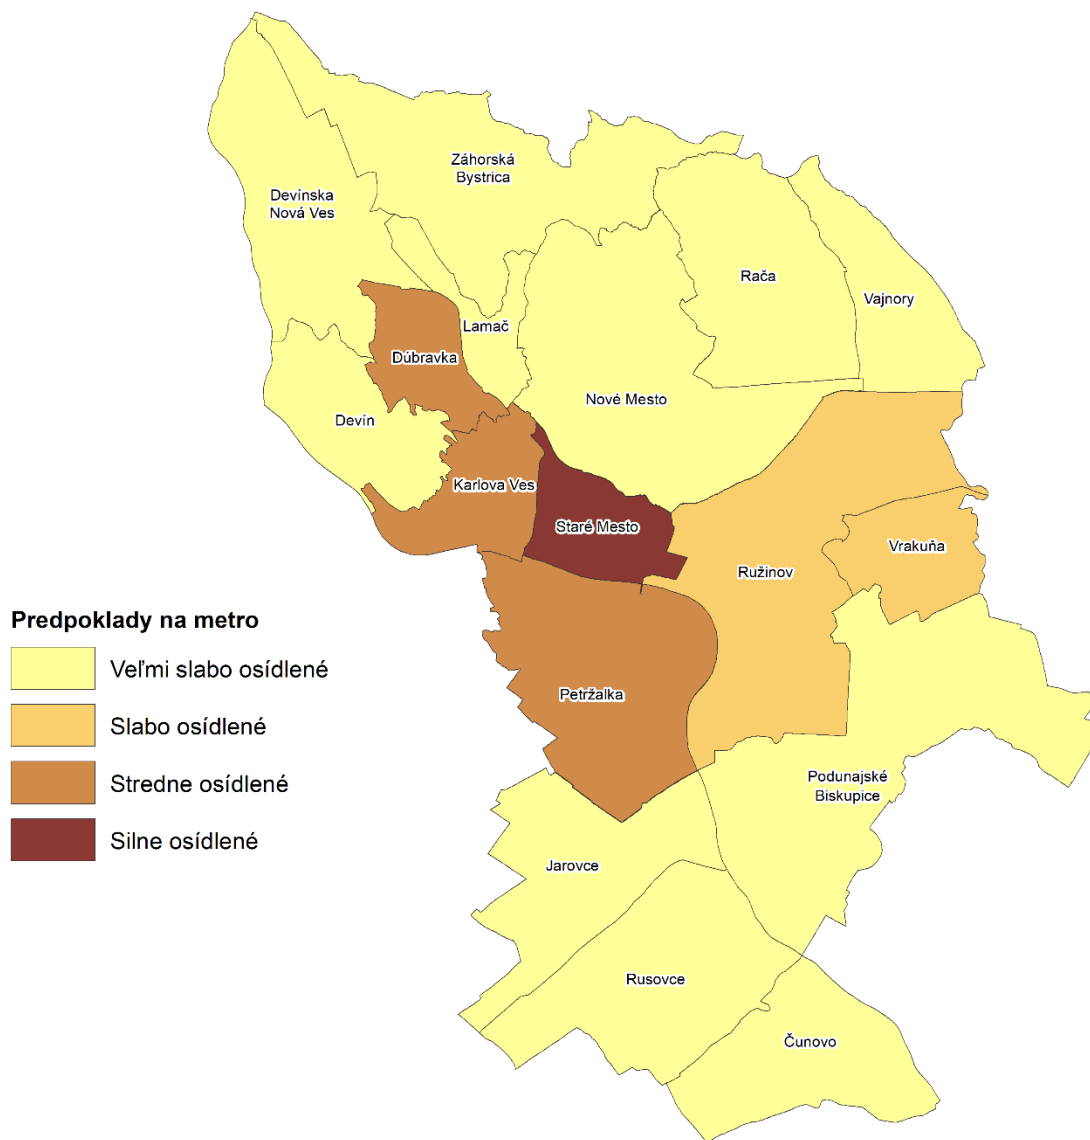 Záhorská
Bystrica
Devínska
Nová Ves
Rača
Vajnory
Lamač
Dúbravka
Nové Mesto
Devín
Karlova Ves
Staré Mesto
Vrakuňa
Ružinov
Petržalka
Podunajské
Biskupice
Jarovce
Rusovce
Čunovo
Predpoklady na metro
Veľmi slabo osídlené
Slabo osídlené
Stredne osídlené
Silne osídlené